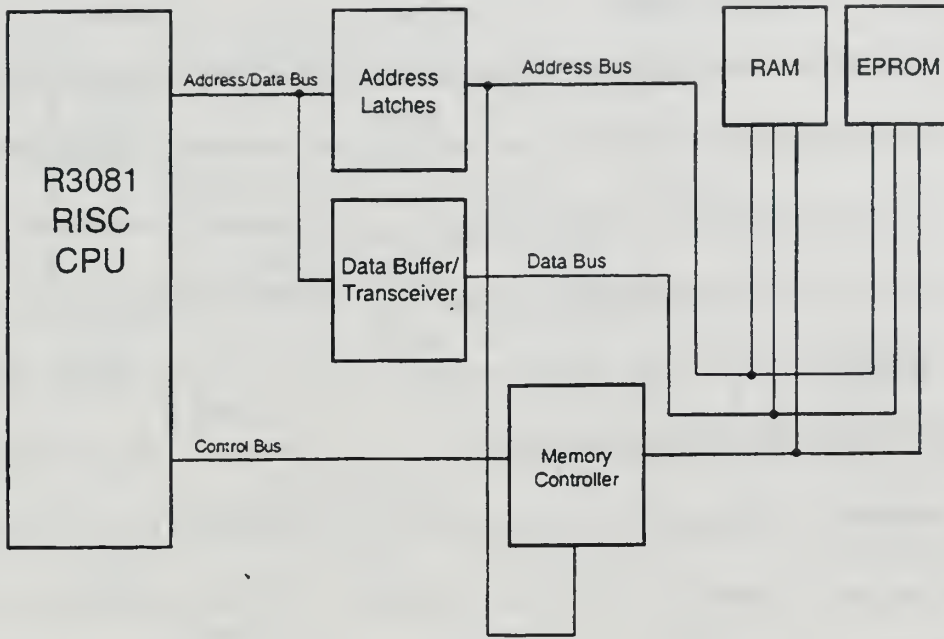 R3081
RISC
CPU
Address/Data Bus
Address
Latches
Address Bus
RAM
EPROM
Data Buffer/
Transceiver
Data Bus
Control Bus
Memory
Controller